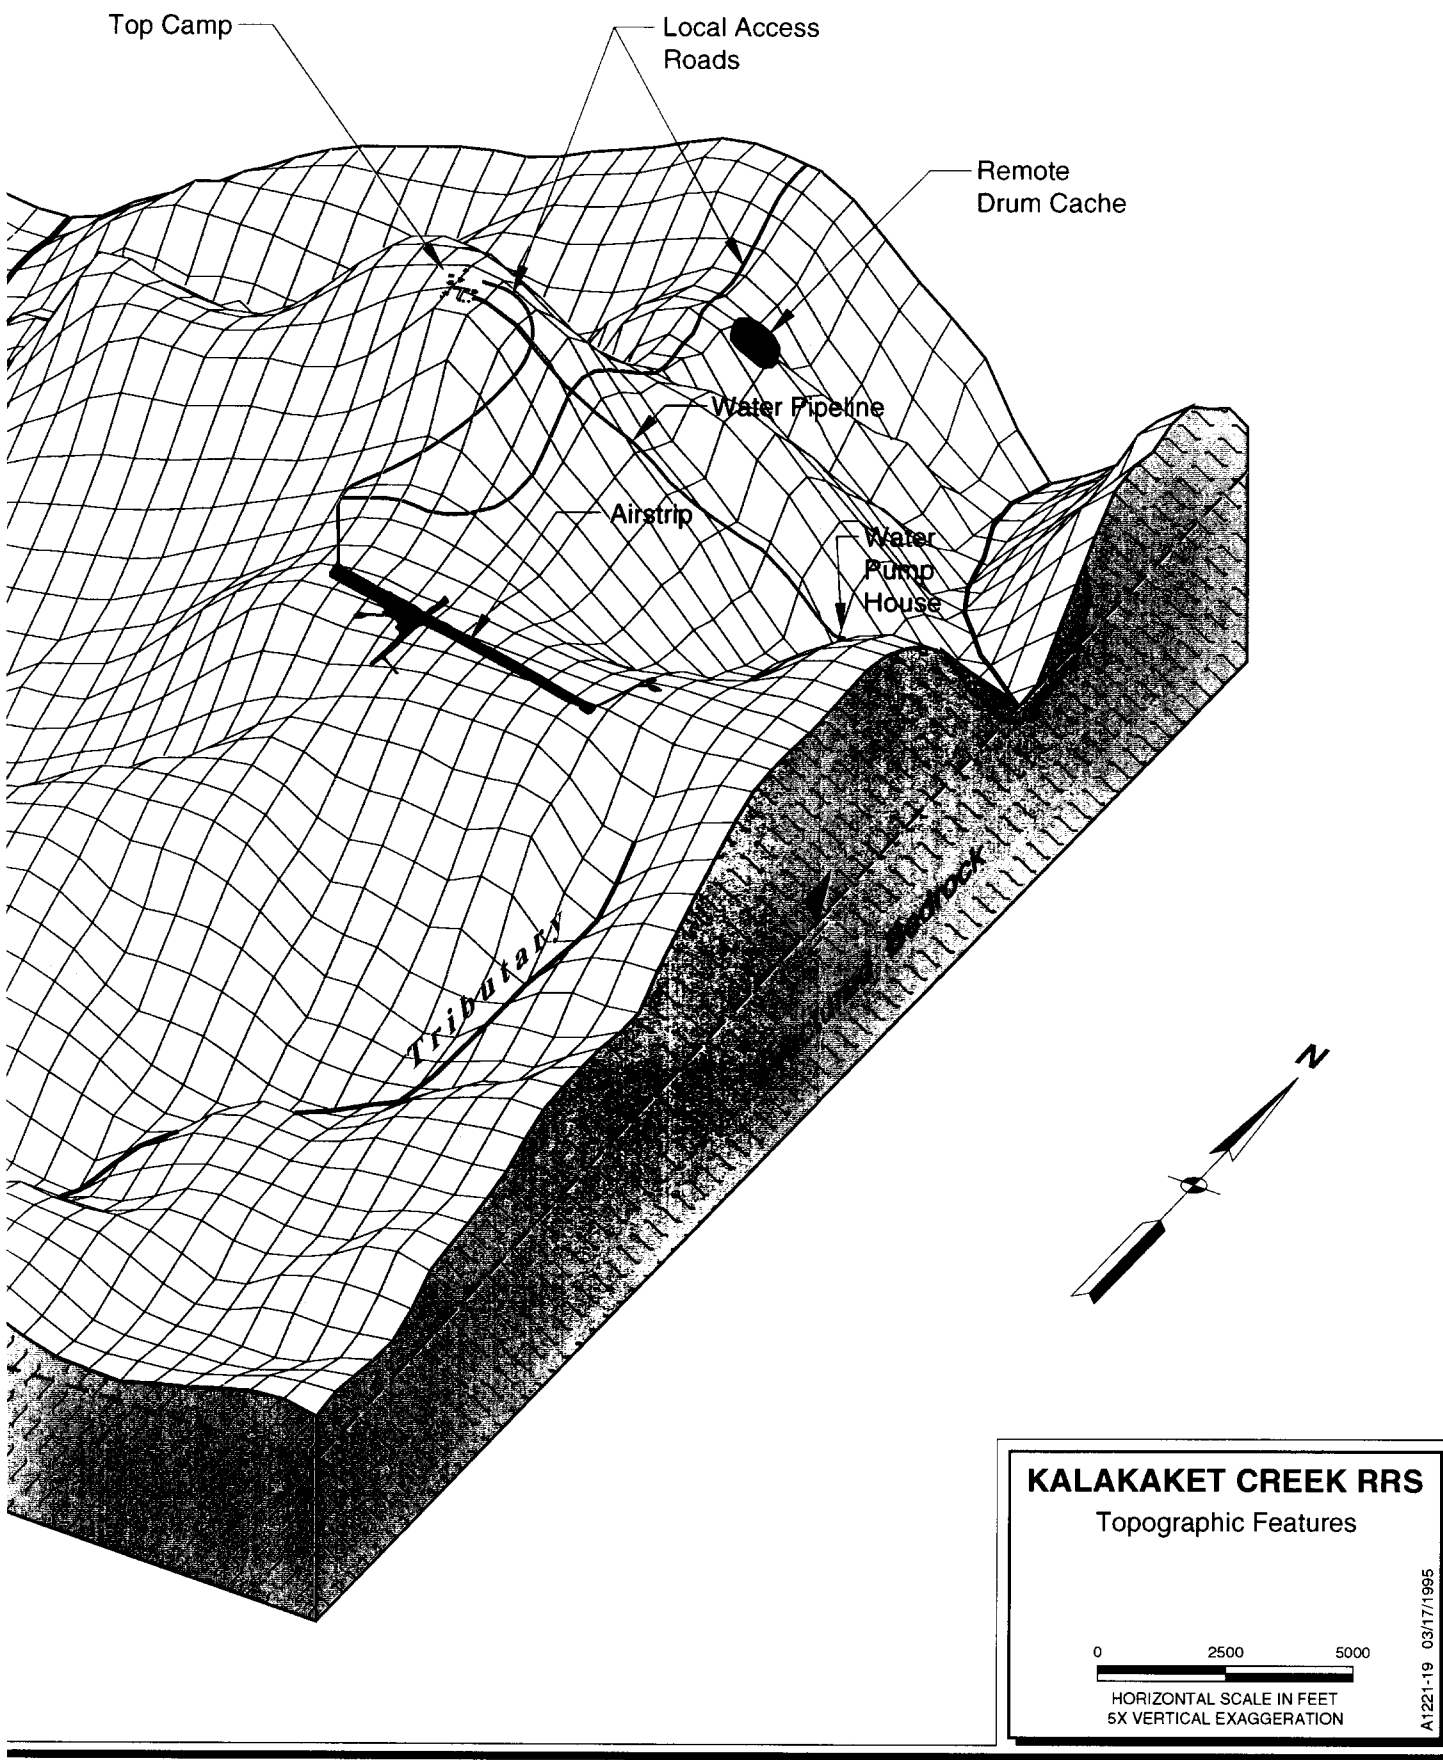 Top Camp
Local Access
Roads
Remote
Drum Cache
Water Pipeline
Airstrip
Water
Pump
House
Tributary
Bedrock
N
KALAKAKET CREEK RRS
Topographic Features
0 2500 5000
HORIZONTAL SCALE IN FEET
5X VERTICAL EXAGGERATION
A1221-19 03/17/1995